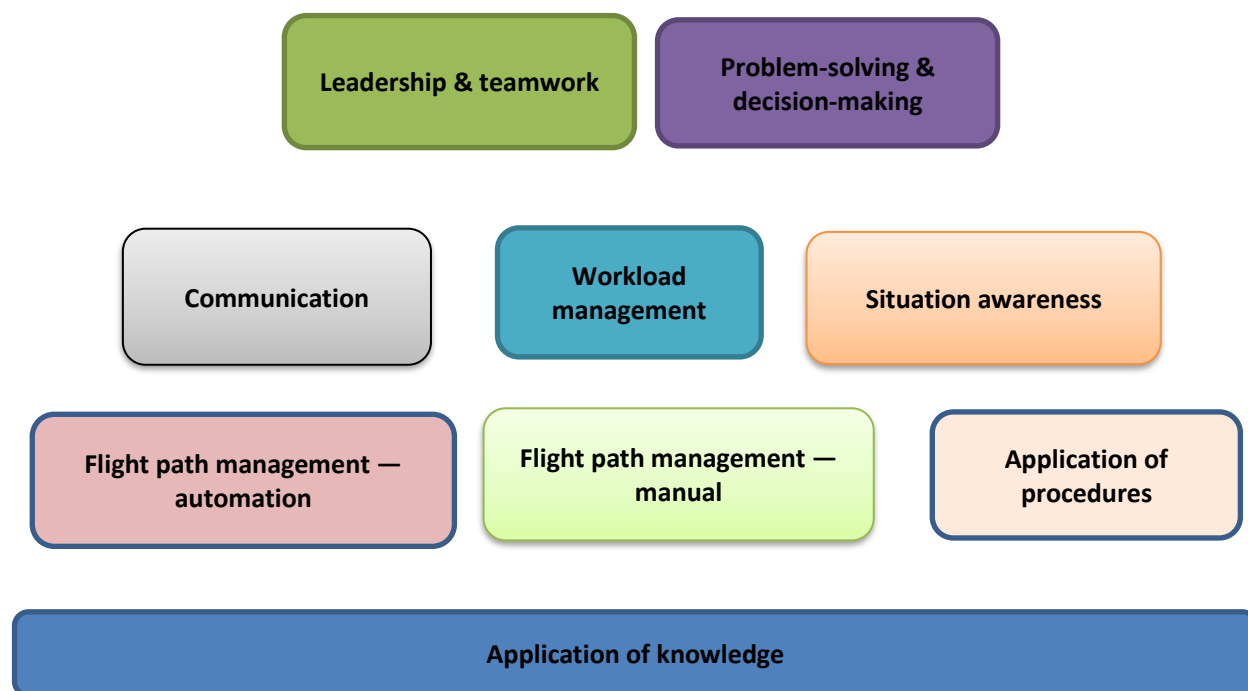 Leadership & teamwork
Problem-solving &
decision-making
Communication
Workload
management
Situation awareness
Flight path management —
automation
Flight path management —
manual
Application of
procedures
Application of knowledge